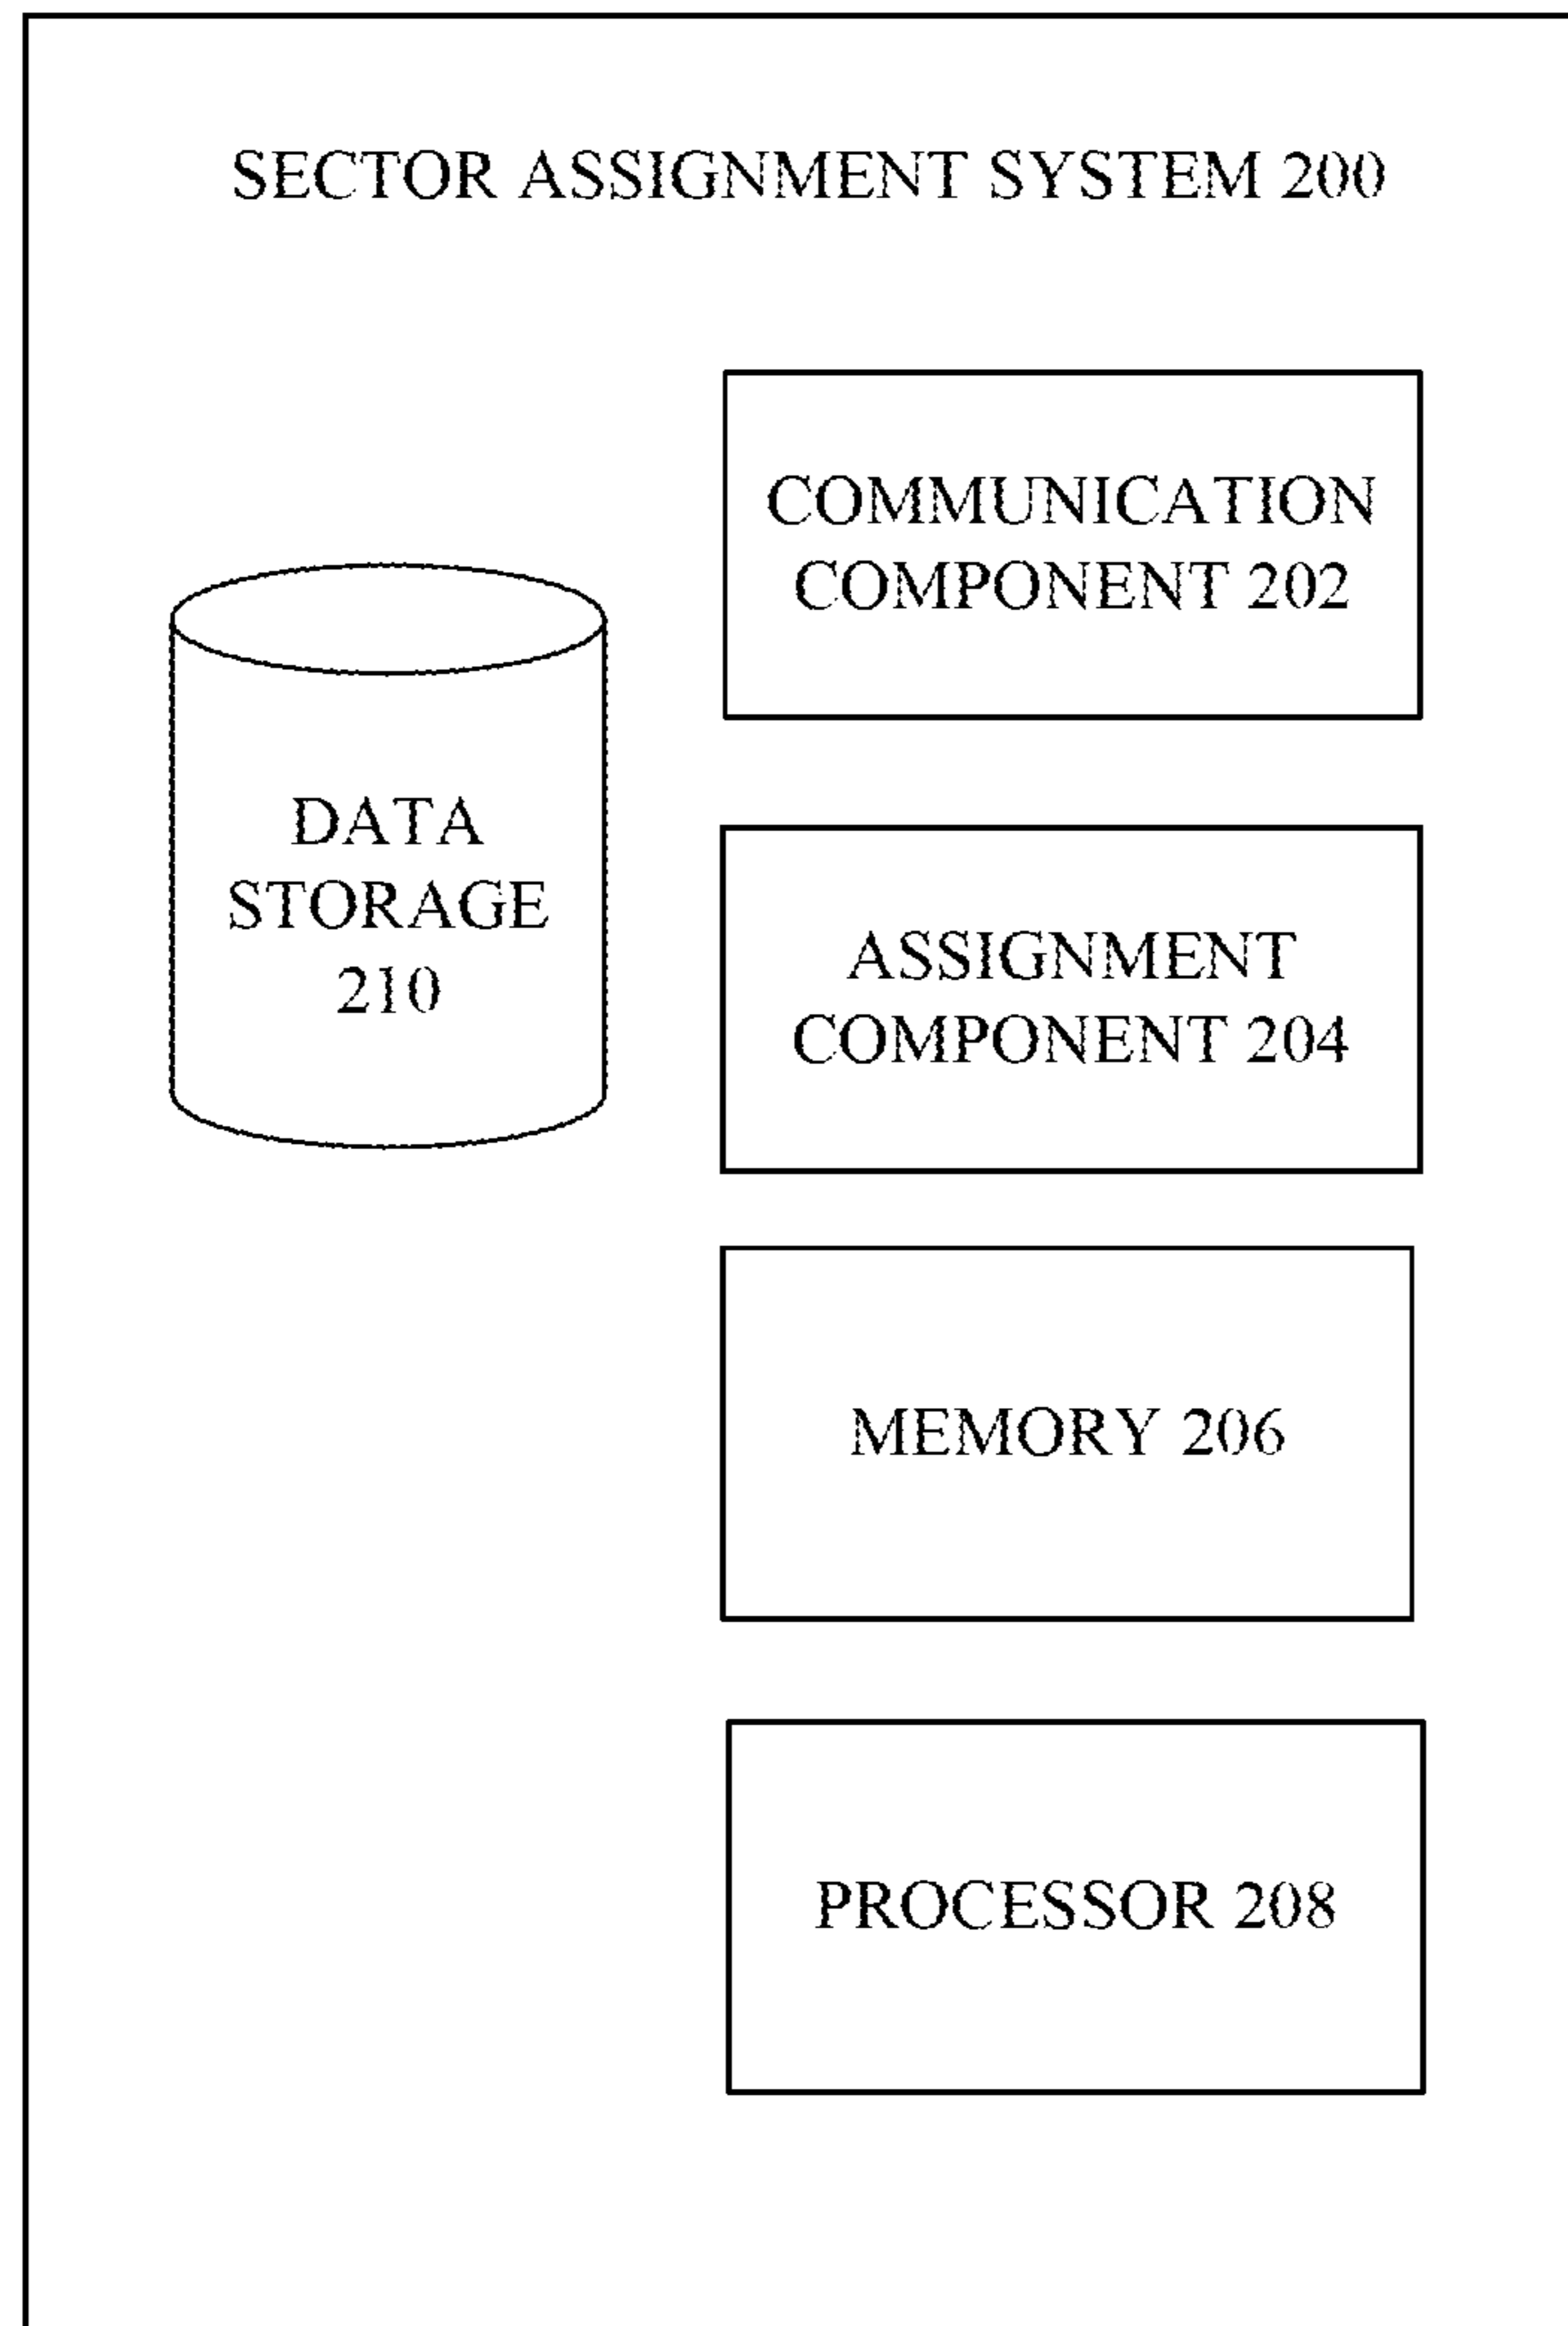 SECTOR ASSIGNMENT SYSTEM 200
COMMUNICATION
COMPONENT 202
DATA
STORAGE
210
ASSIGNMENT
COMPONENT 204
MEMORY 206
PROCESSOR 208